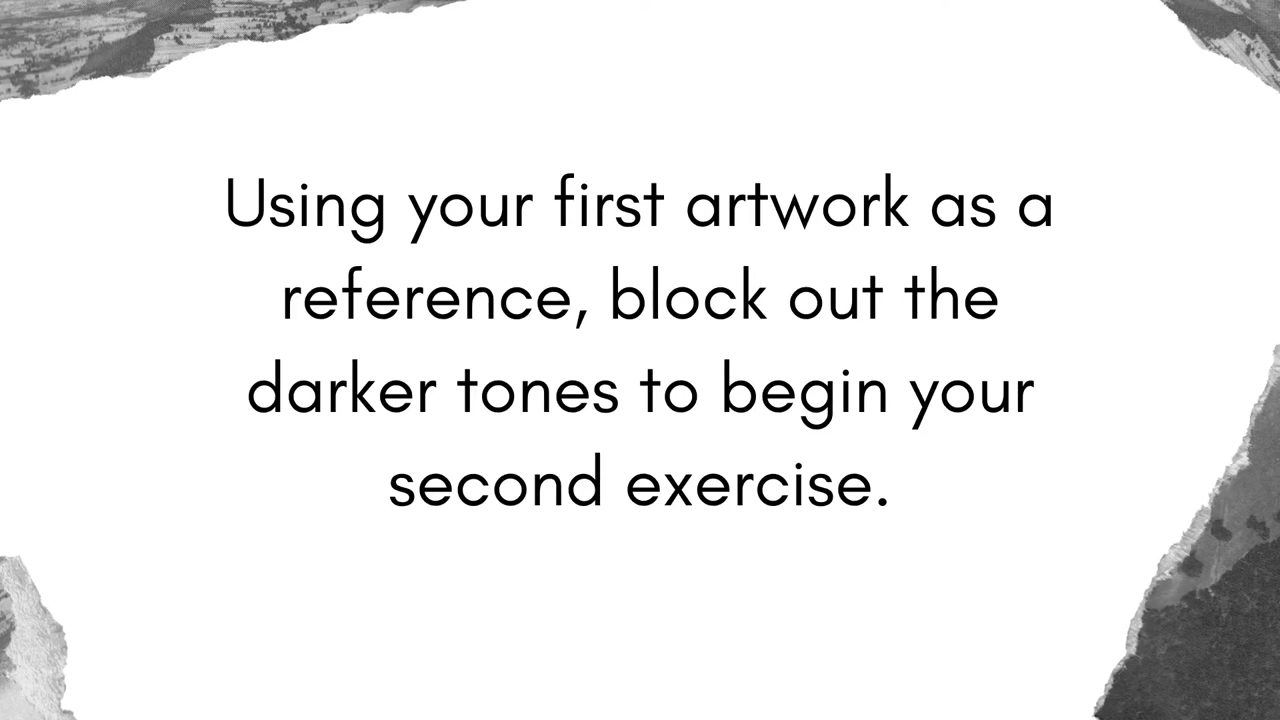 Using your first artwork as a
reference, block out the
darker tones to begin your
second exercise.